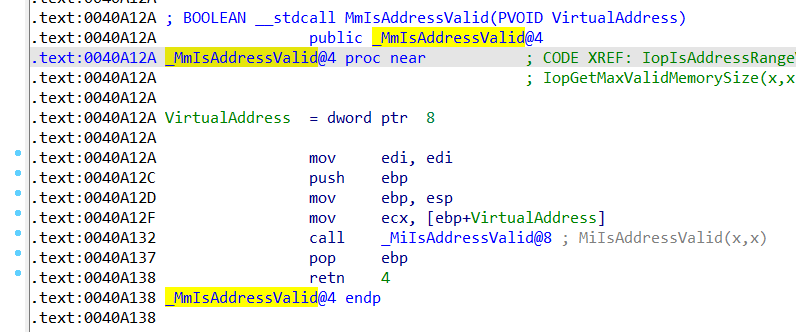 .text:0040A12A
.text:0040A12A ; BOOLEAN __stdcall MmIsAddressValid(PVOID VirtualAddress)
.text:0040A12A public _MmIsAddressValid@4
.text:0040A12A _MmIsAddressValid@4 proc near ; CODE XREF: IopIsAddressRange
.text:0040A12A ; IopGetMaxValidMemorySize(x,x
.text:0040A12A
.text:0040A12A VirtualAddress = dword ptr 8
.text:0040A12A
.text:0040A12A mov edi, edi
.text:0040A12C push ebp
.text:0040A12D mov ebp, esp
.text:0040A12F mov ecx, [ebp+VirtualAddress]
.text:0040A132 call _MiIsAddressValid@8 ; MiIsAddressValid(x,x)
.text:0040A137 pop ebp
.text:0040A138 retn 4
.text:0040A138 _MmIsAddressValid@4 endp
.text:0040A138